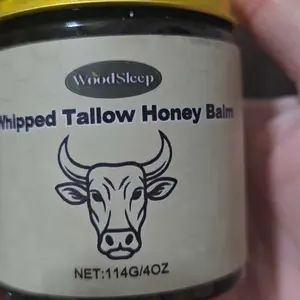 WoodSleep
Whipped Tallow Honey Balm
NET:114G/4OZ